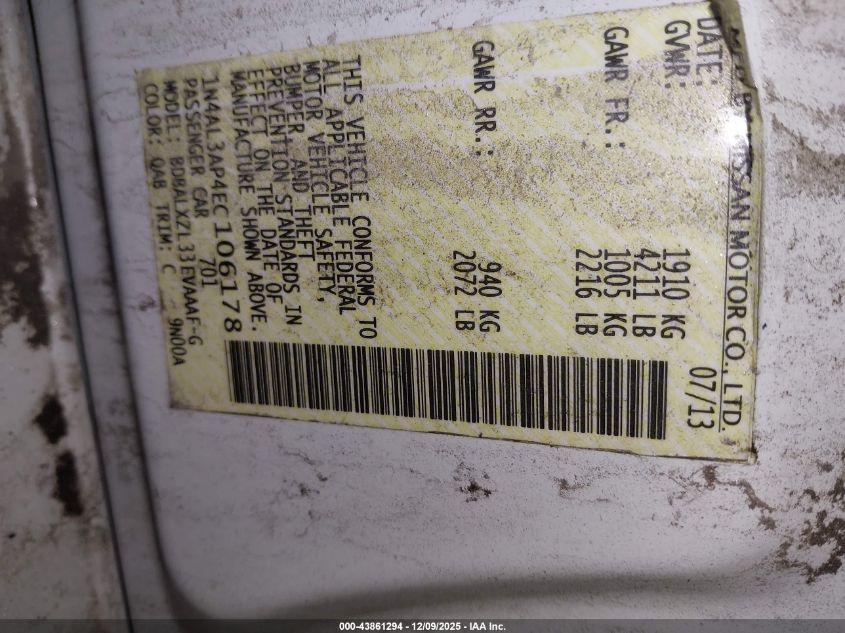 NISSAN MOTOR CO., LTD.
DATE: 07/13
GVWR: 1910 KG
4211 LB
GAWR FR.: 1005 KG
2216 LB
GAWR RR.: 940 KG
2072 LB
THIS VEHICLE CONFORMS TO
ALL APPLICABLE FEDERAL
MOTOR VEHICLE SAFETY,
BUMPER AND THEFT
PREVENTION STANDARDS IN
EFFECT ON THE DATE OF
MANUFACTURE SHOWN ABOVE.
1N4AL3AP4EC106178
PASSENGER CAR 701
MODEL: BDBALXZL33EVAAAF-G
COLOR: QAB TRIM: C 9N00A
000-43861294 - 12/09/2025 - IAA Inc.